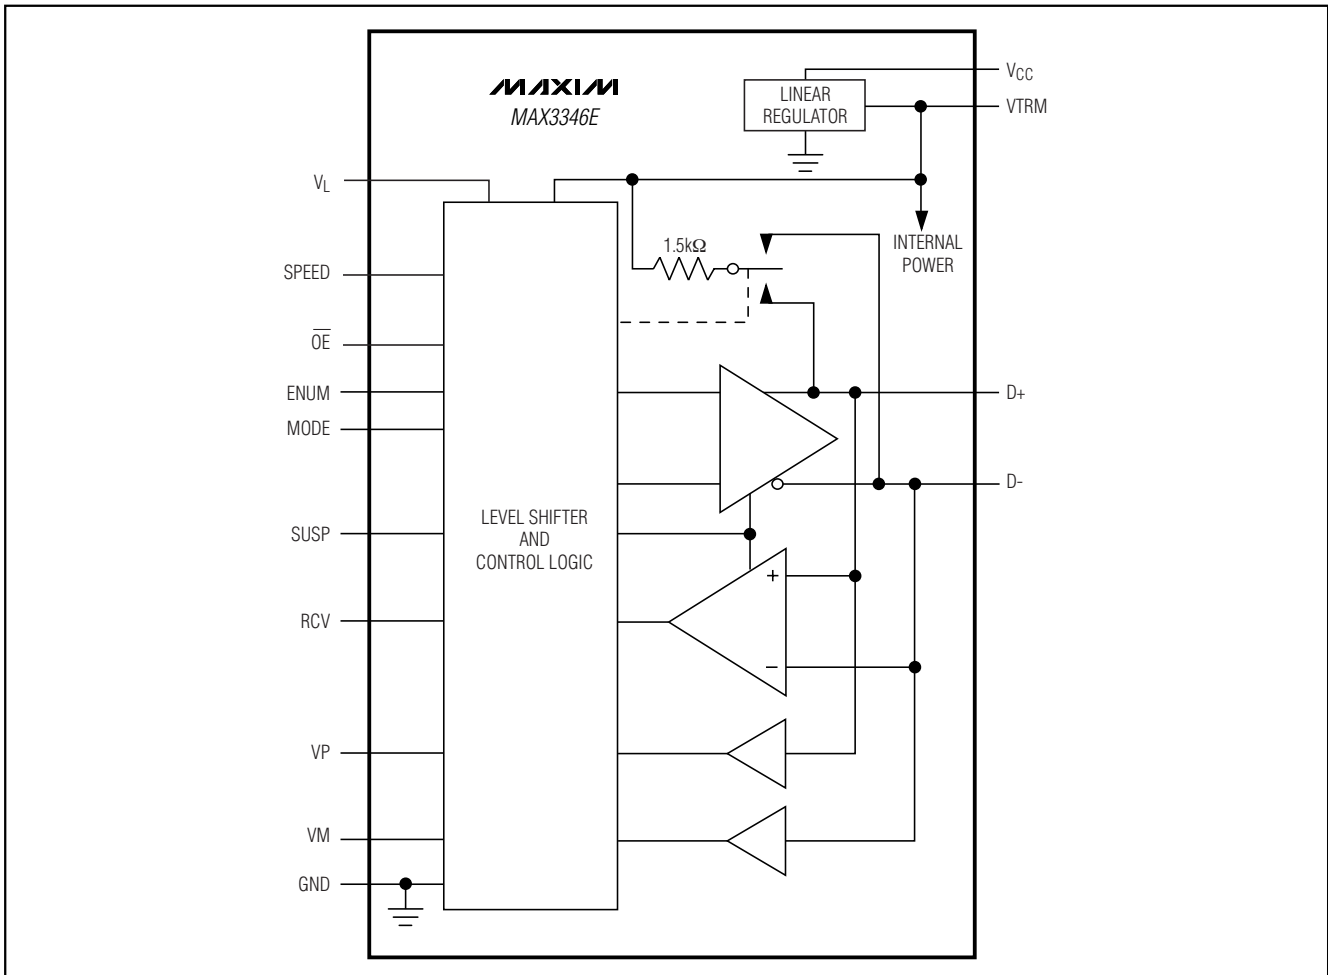 MAXIM
MAX3346E
LINEAR
REGULATOR
VCC
VTRM
VL
INTERNAL
POWER
1.5kΩ
SPEED
OE
ENUM
MODE
SUSP
RCV
VP
VM
GND
LEVEL SHIFTER
AND
CONTROL LOGIC
D+
D-
+
−